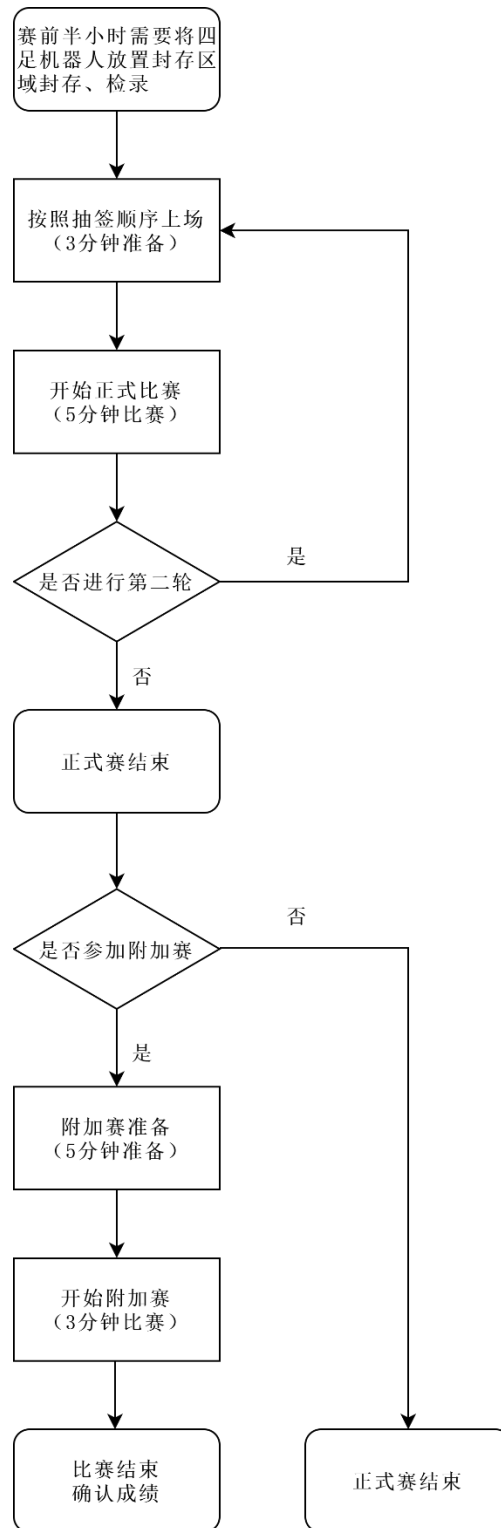 赛前半小时需要将四
足机器人放置封存区
域封存、检录
按照抽签顺序上场
（3分钟准备）
开始正式比赛
（5分钟比赛）
是否进行第二轮
是
否
正式赛结束
是否参加附加赛
否
是
附加赛准备
（5分钟准备）
开始附加赛
（3分钟比赛）
比赛结束
确认成绩
正式赛结束